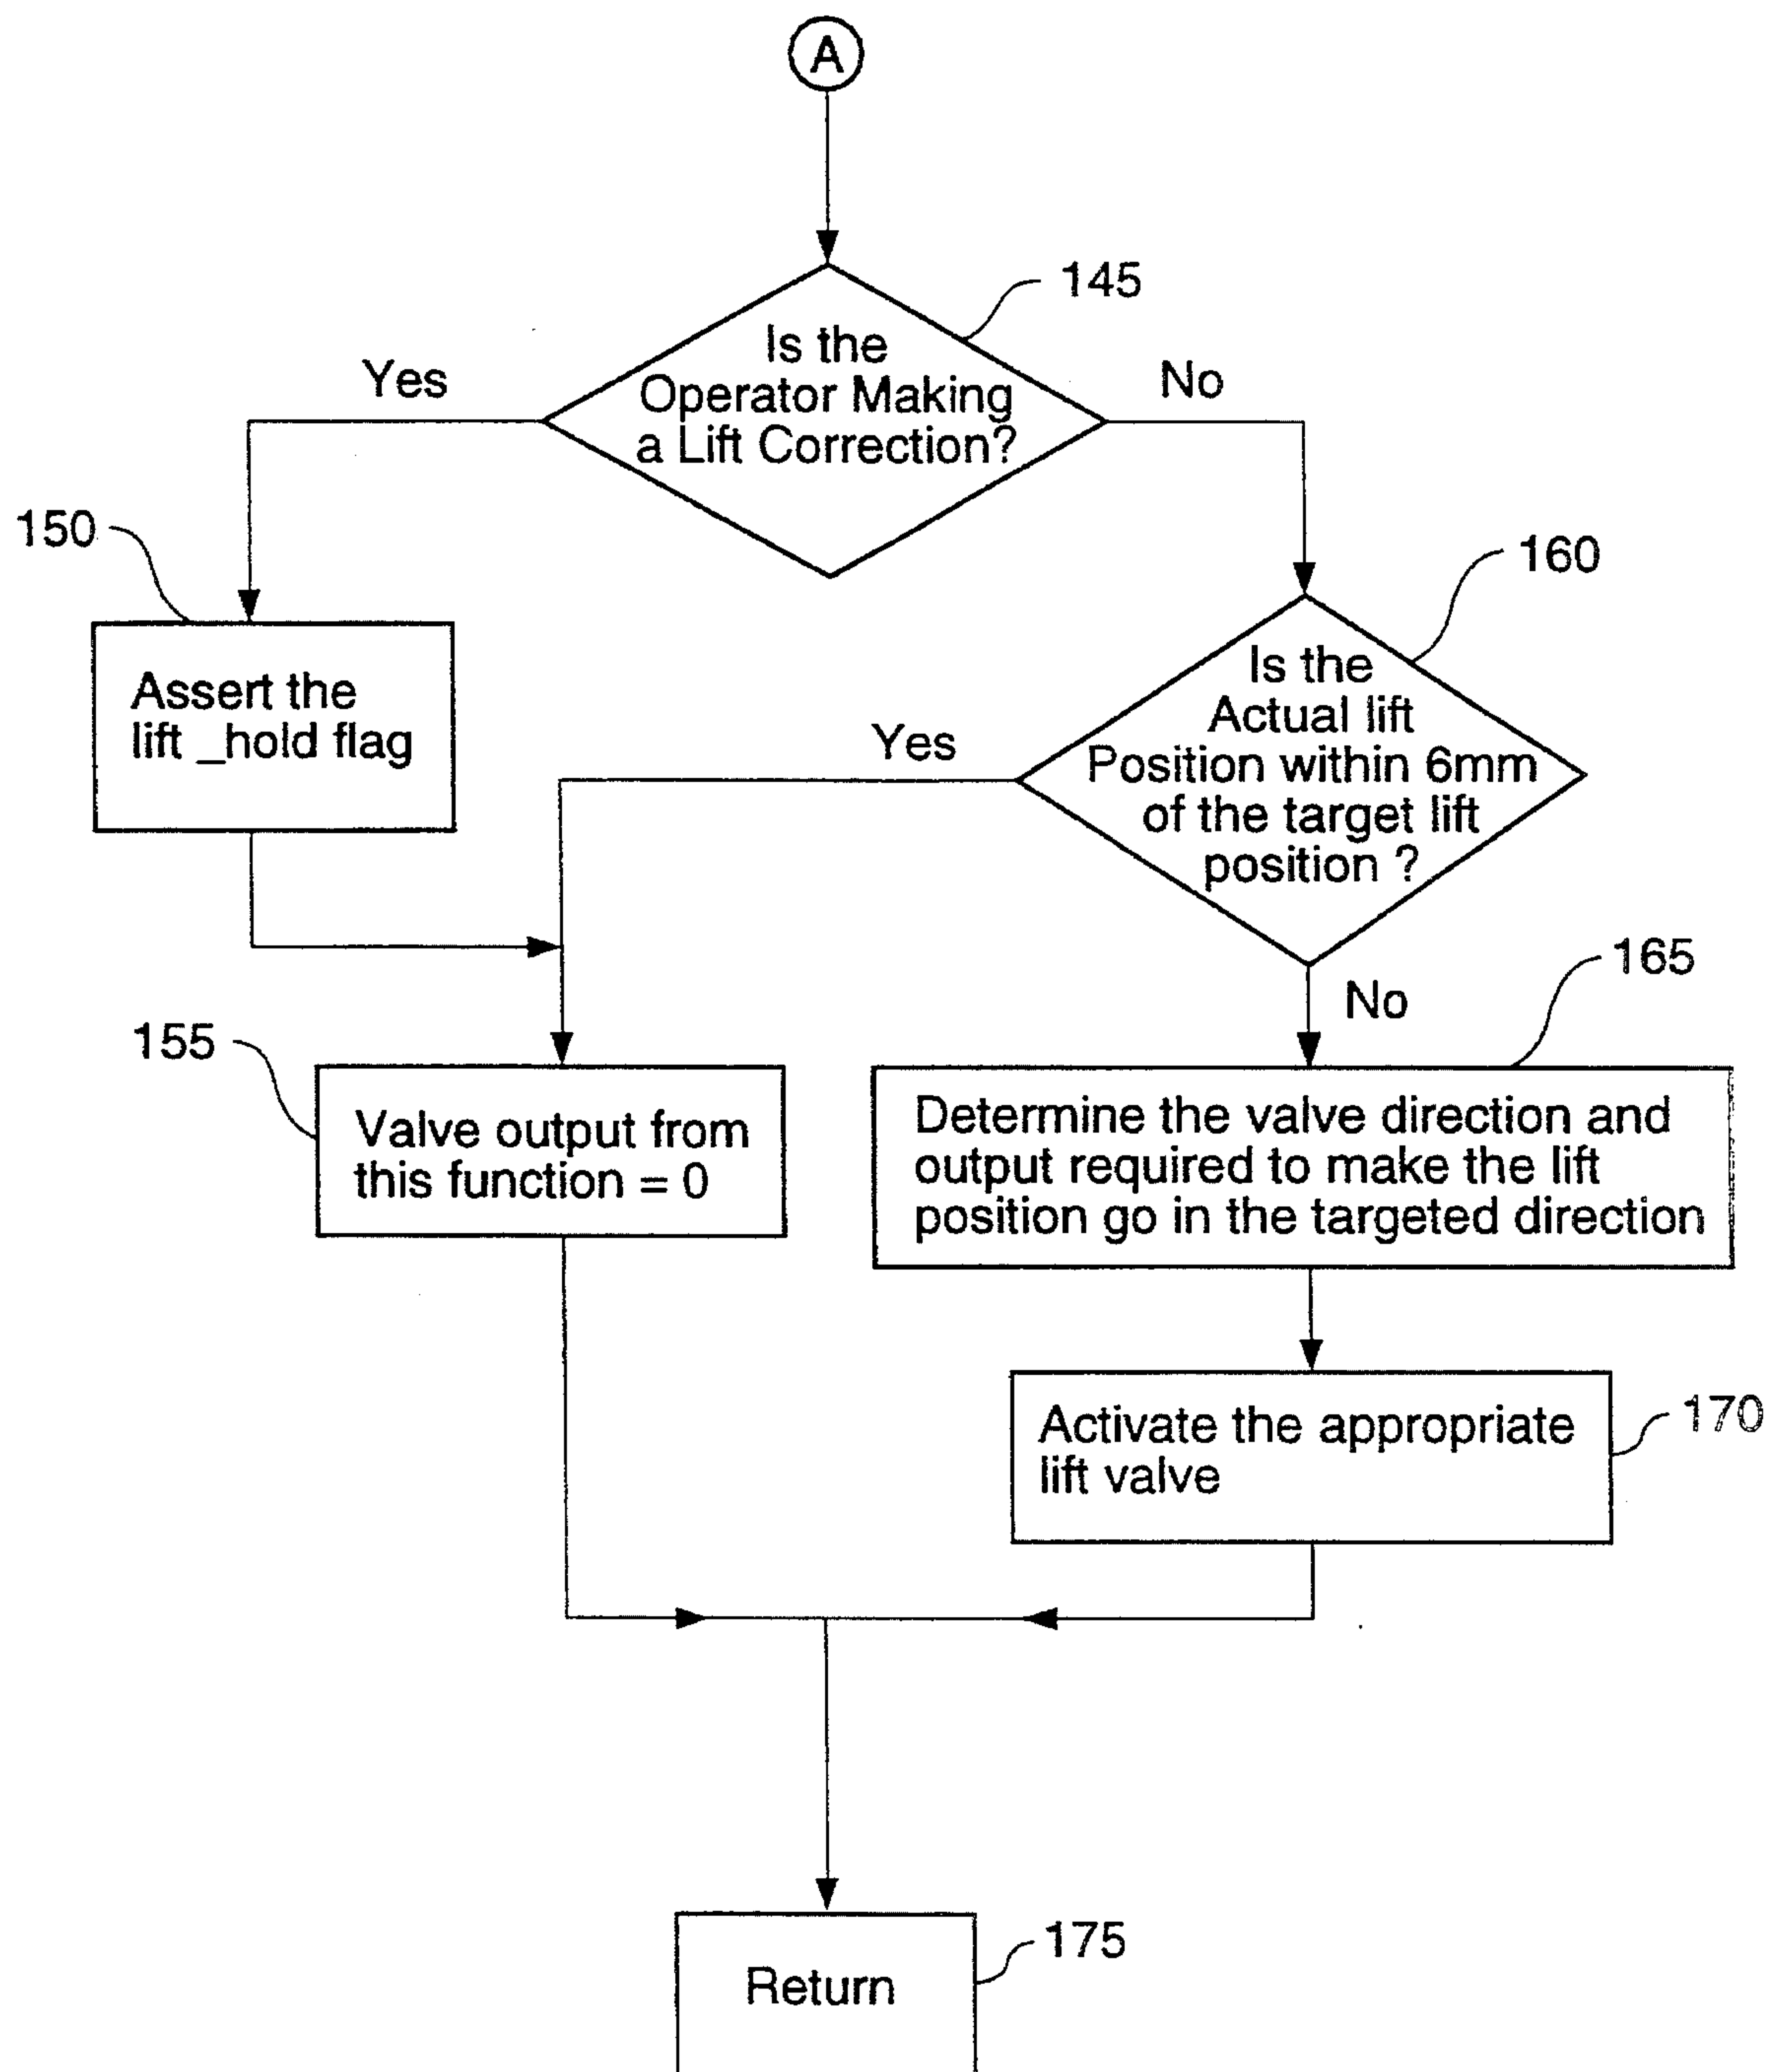 A
145
Is the
Operator Making
a Lift Correction?
Yes
No
150
Assert the
lift _hold flag
160
Is the
Actual lift
Position within 6mm
of the target lift
position ?
Yes
No
155
Valve output from
this function = 0
165
Determine the valve direction and
output required to make the lift
position go in the targeted direction
Activate the appropriate
lift valve
170
175
Return